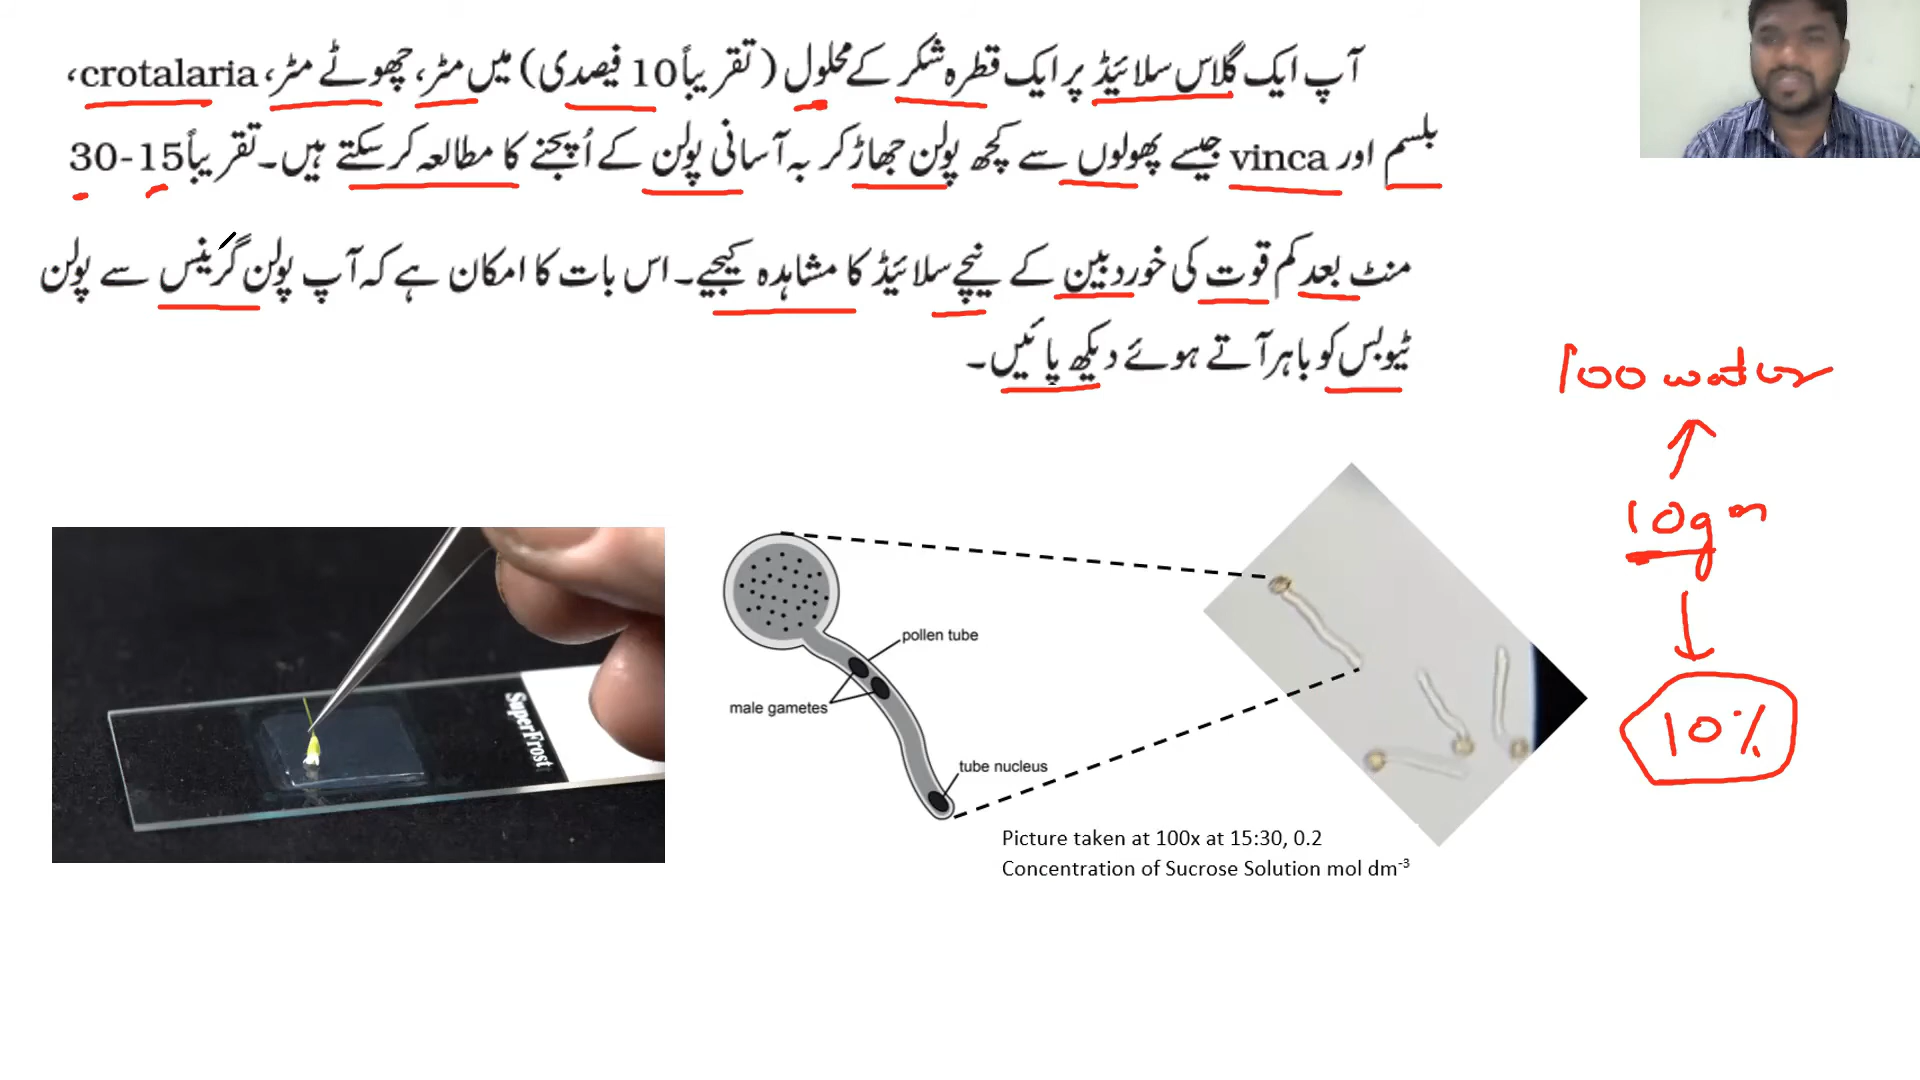 آپ ایک گلاس سلائیڈ پر ایک قطرہ شکر کے محلول (تقریباً 10 فیصدی) میں مٹر، چھوٹے مٹر، crotalaria،
بلسم اور vinca جیسے پھولوں سے کچھ پولن جھاڑ کر بہ آسانی پولن کے اُپچنے کا مطالعہ کر سکتے ہیں۔ تقریباً 15-30
منٹ بعد کم قوت کی خوردبین کے نیچے سلائیڈ کا مشاہدہ کیجیے۔ اس بات کا امکان ہے کہ آپ پولن گرینس سے پولن
ٹیوبس کو باہر آتے ہوئے دیکھ پائیں۔
100 water
10gm
10%
SuperFrost
pollen tube
male gametes
tube nucleus
Picture taken at 100x at 15:30, 0.2
Concentration of Sucrose Solution mol dm-3